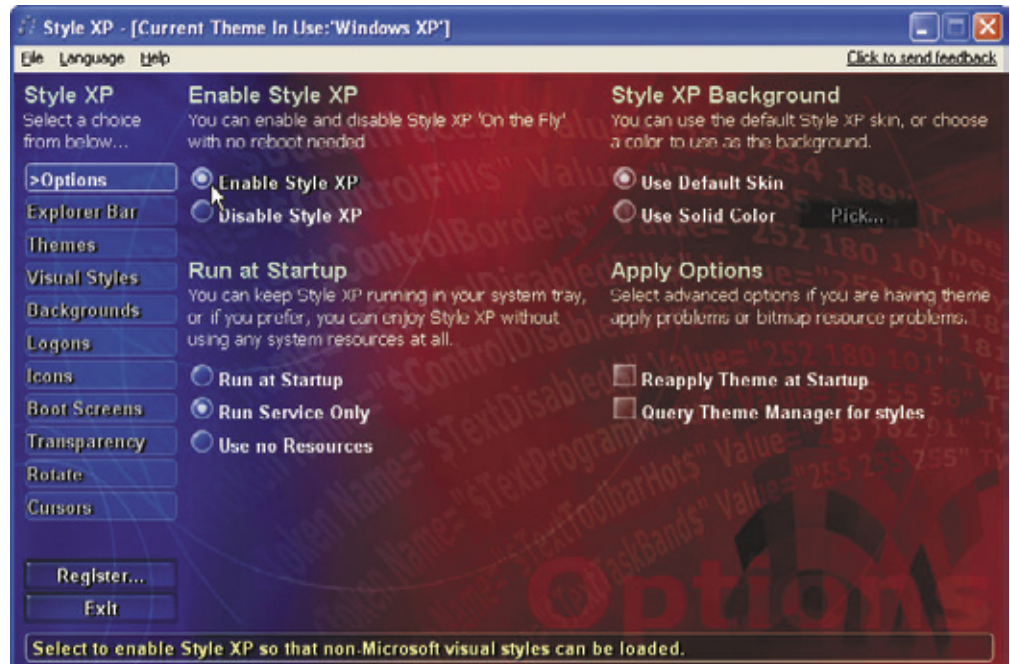 Style XP - [Current Theme In Use:'Windows XP']
File Language Help
Click to send feedback
Style XP
Select a choice
from below...
>Options
Explorer Bar
Themes
Visual Styles
Backgrounds
Logons
Icons
Boot Screens
Transparency
Rotate
Cursors
Register...
Exit
Enable Style XP
You can enable and disable Style XP 'On the Fly'
with no reboot needed
Enable Style XP
Disable Style XP
Run at Startup
You can keep Style XP running in your system tray,
or if you prefer, you can enjoy Style XP without
using any system resources at all.
Run at Startup
Run Service Only
Use no Resources
Style XP Background
You can use the default Style XP skin, or choose
a color to use as the background.
Use Default Skin
Use Solid Color
Pick...
Apply Options
Select advanced options if you are having theme
apply problems or bitmap resource problems.
Reapply Theme at Startup
Query Theme Manager for styles
Options
Select to enable Style XP so that non-Microsoft visual styles can be loaded.